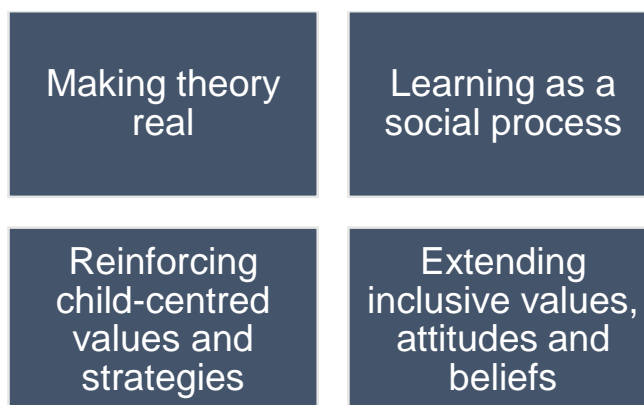 Making theory
real
Learning as a
social process
Reinforcing
child-centred
values and
strategies
Extending
inclusive values,
attitudes and
beliefs